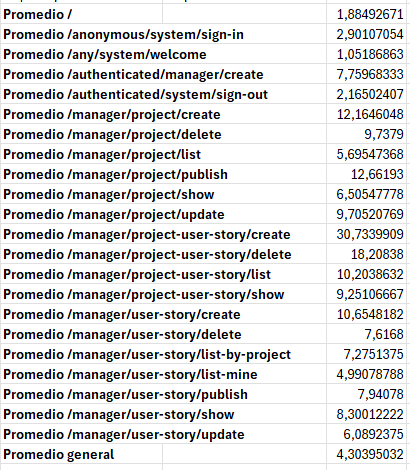 Promedio / 1,88492671
Promedio /anonymous/system/sign-in 2,90107054
Promedio /any/system/welcome 1,05186863
Promedio /authenticated/manager/create 7,75968333
Promedio /authenticated/system/sign-out 2,16502407
Promedio /manager/project/create 12,1646048
Promedio /manager/project/delete 9,7379
Promedio /manager/project/list 5,69547368
Promedio /manager/project/publish 12,66193
Promedio /manager/project/show 6,50547778
Promedio /manager/project/update 9,70520769
Promedio /manager/project-user-story/create 30,7339909
Promedio /manager/project-user-story/delete 18,20838
Promedio /manager/project-user-story/list 10,2038632
Promedio /manager/project-user-story/show 9,25106667
Promedio /manager/user-story/create 10,6548182
Promedio /manager/user-story/delete 7,6168
Promedio /manager/user-story/list-by-project 7,2751375
Promedio /manager/user-story/list-mine 4,99078788
Promedio /manager/user-story/publish 7,94078
Promedio /manager/user-story/show 8,30012222
Promedio /manager/user-story/update 6,0892375
Promedio general 4,30395032